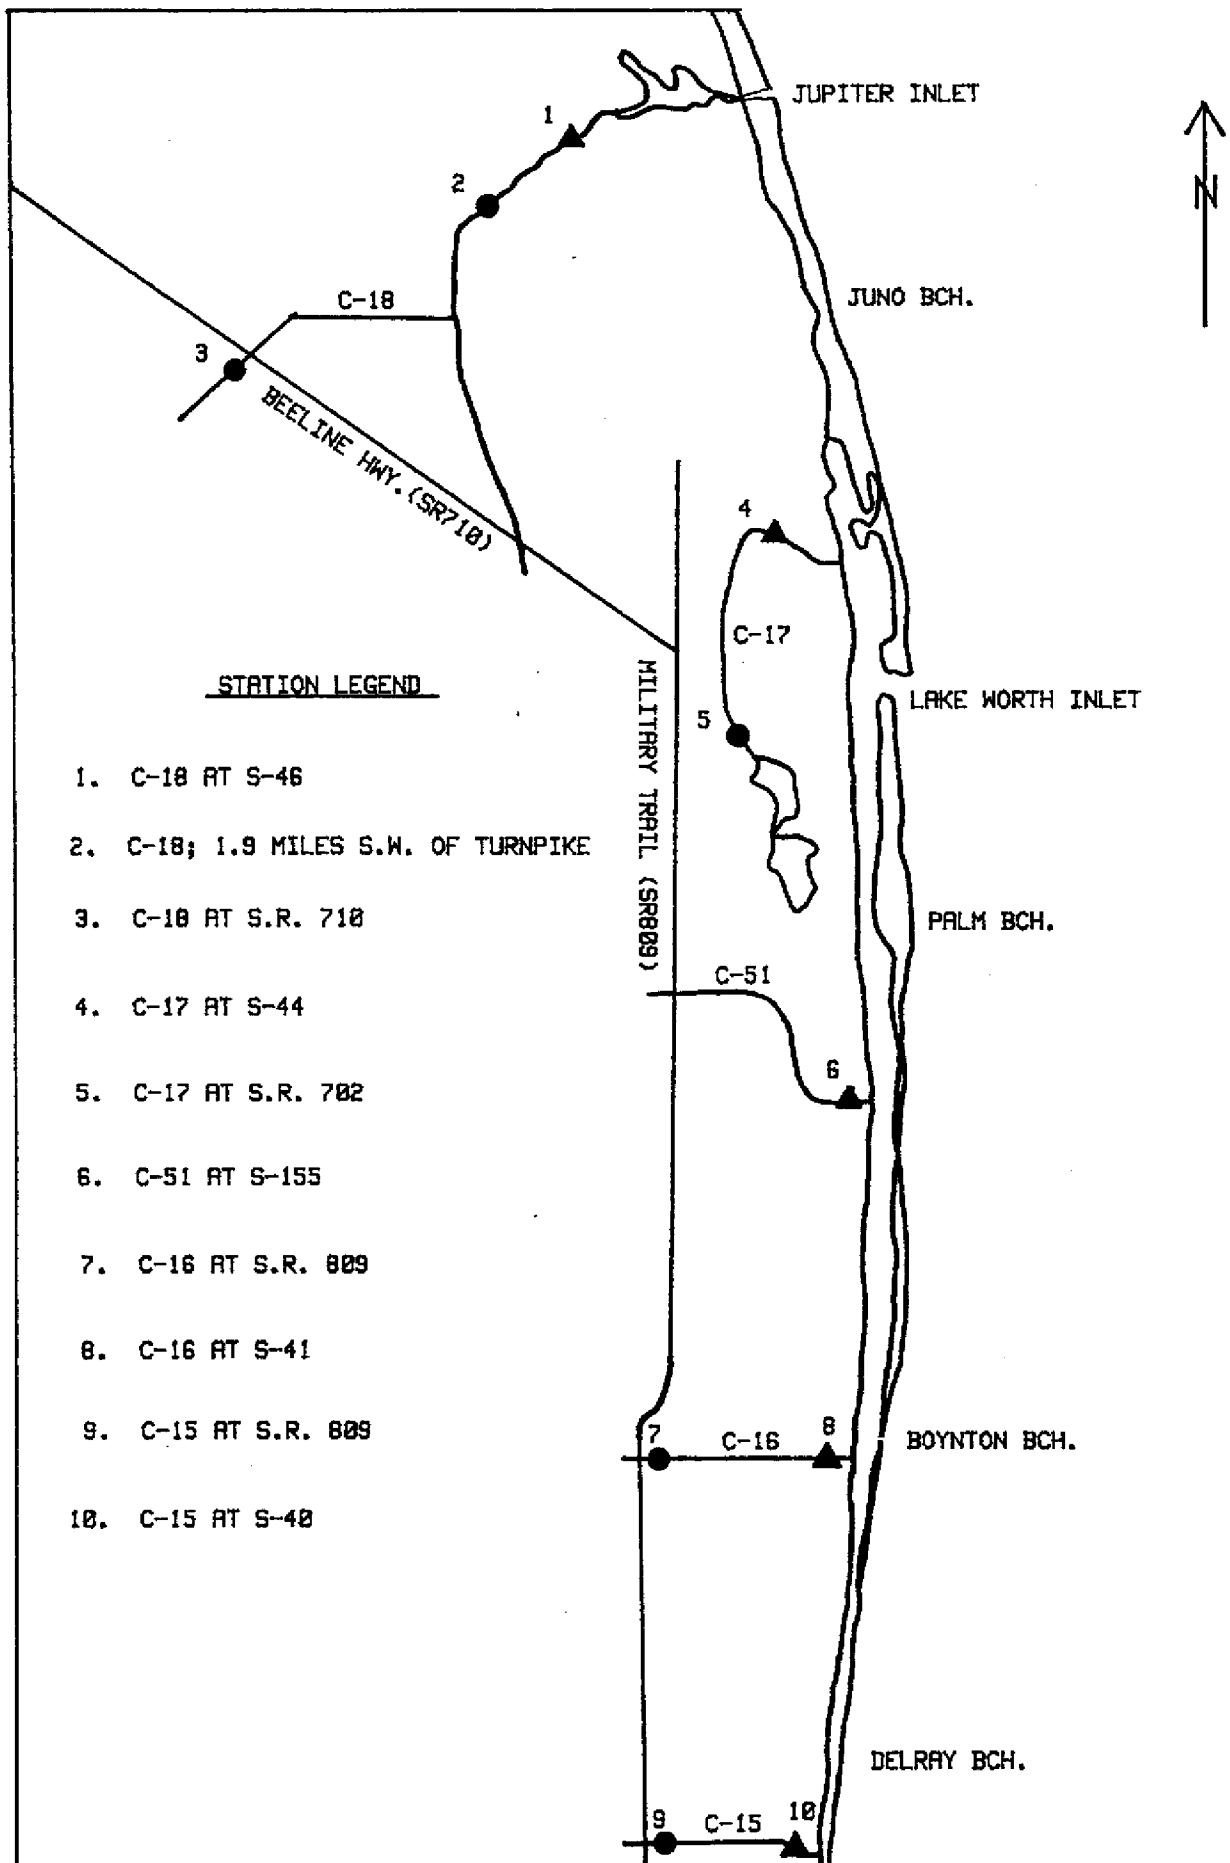 JUPITER INLET
1
2
N
JUNO BCH.
C-18
3
BEELINE HWY. (SR710)
4
C-17
STATION LEGEND
MILITARY TRAIL (SR809)
LAKE WORTH INLET
5
1. C-18 AT S-46
2. C-18; 1.9 MILES S.W. OF TURNPIKE
3. C-18 AT S.R. 710
PALM BCH.
C-51
4. C-17 AT S-44
6
5. C-17 AT S.R. 702
6. C-51 AT S-155
7. C-16 AT S.R. 809
8. C-16 AT S-41
9. C-15 AT S.R. 809
7
C-16
8
BOYNTON BCH.
10. C-15 AT S-40
DELRAY BCH.
9
C-15
10